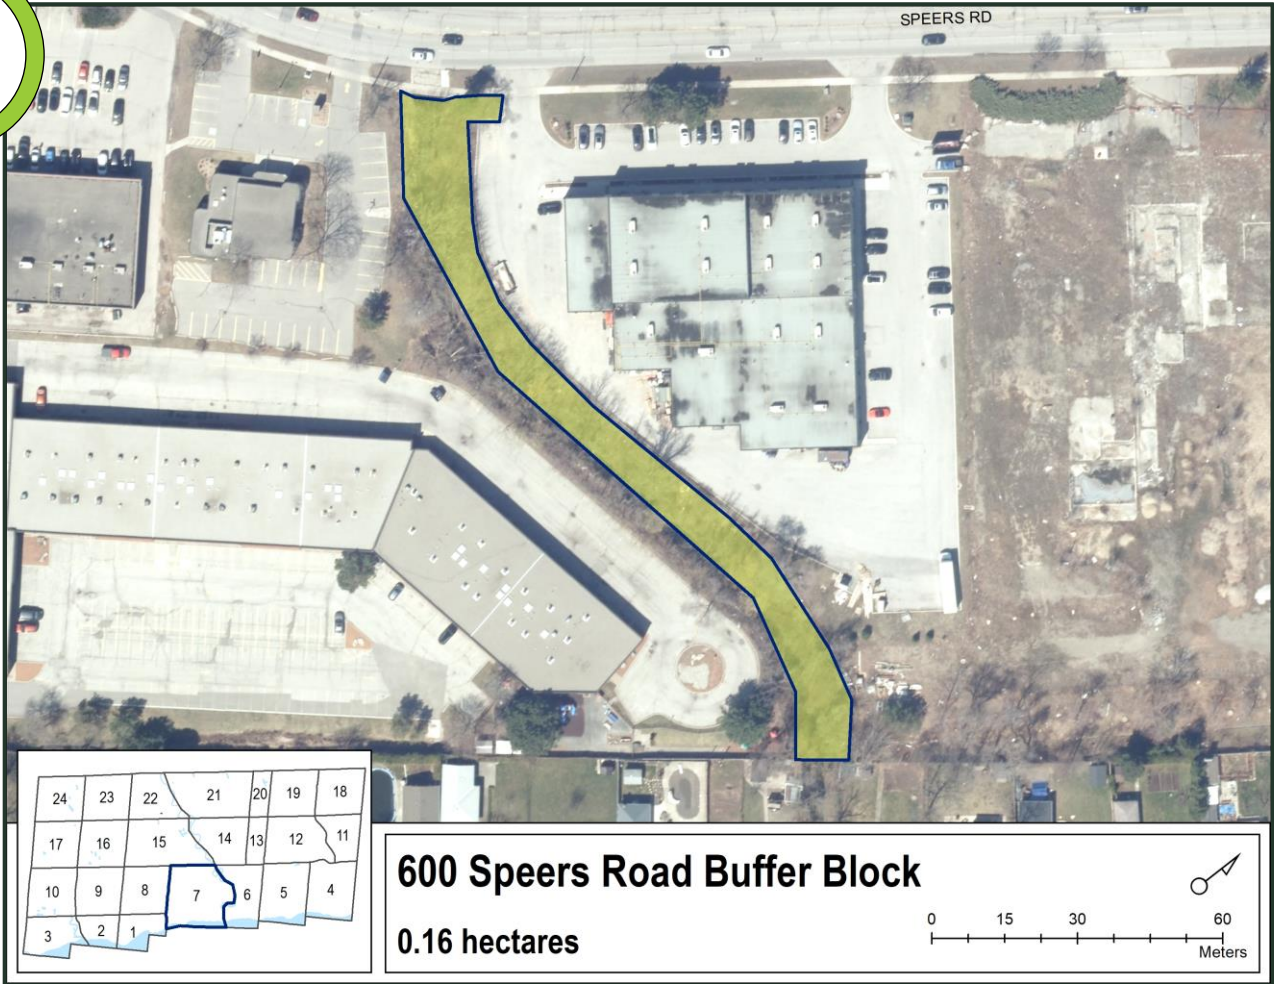 SPEERS RD
24 23 22 21 20 19 18
17 16 15 14 13 12 11
10 9 8 7 6 5 4
3 2 1
600 Speers Road Buffer Block
0.16 hectares
0 15 30 60
Meters